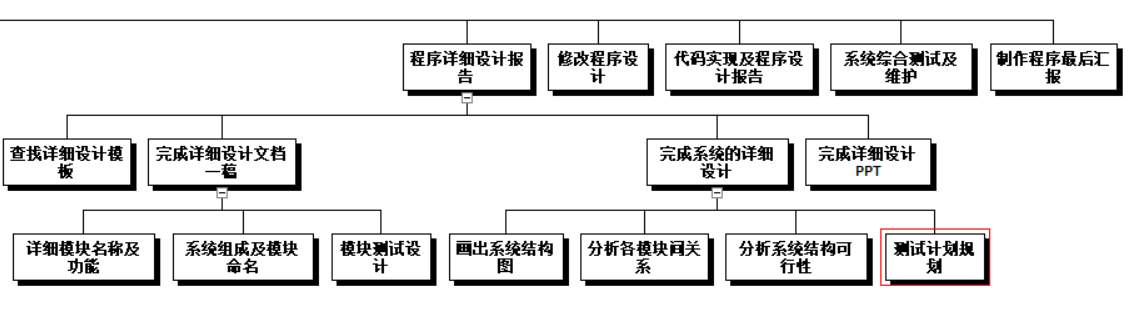 程序详细设计报
告
修改程序设
计
代码实现及程序设
计报告
系统综合测试及
维护
制作程序最后汇
报
查找详细设计模
板
完成详细设计文档
一稿
完成系统的详细
设计
完成详细设计
PPT
详细模块名称及
功能
系统组成及模块
命名
模块测试设
计
画出系统结构
图
分析各模块间关
系
分析系统结构可
行性
测试计划规
划